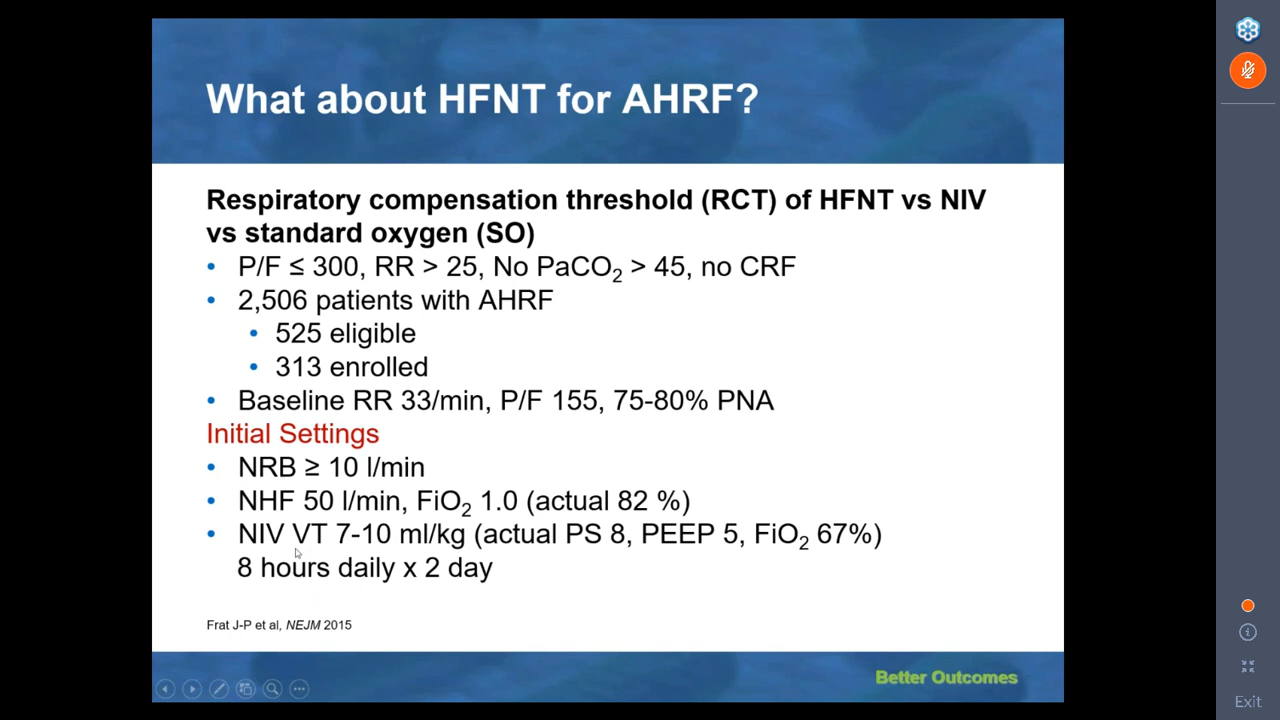 What about HFNT for AHRF?
Respiratory compensation threshold (RCT) of HFNT vs NIV
vs standard oxygen (SO)
• P/F ≤ 300, RR > 25, No PaCO₂ > 45, no CRF
• 2,506 patients with AHRF
• 525 eligible
• 313 enrolled
• Baseline RR 33/min, P/F 155, 75-80% PNA
Initial Settings
• NRB ≥ 10 l/min
• NHF 50 l/min, FiO₂ 1.0 (actual 82 %)
• NIV VT 7-10 ml/kg (actual PS 8, PEEP 5, FiO₂ 67%)
8 hours daily x 2 day
Frat J-P et al, NEJM 2015
Better Outcomes
Exit